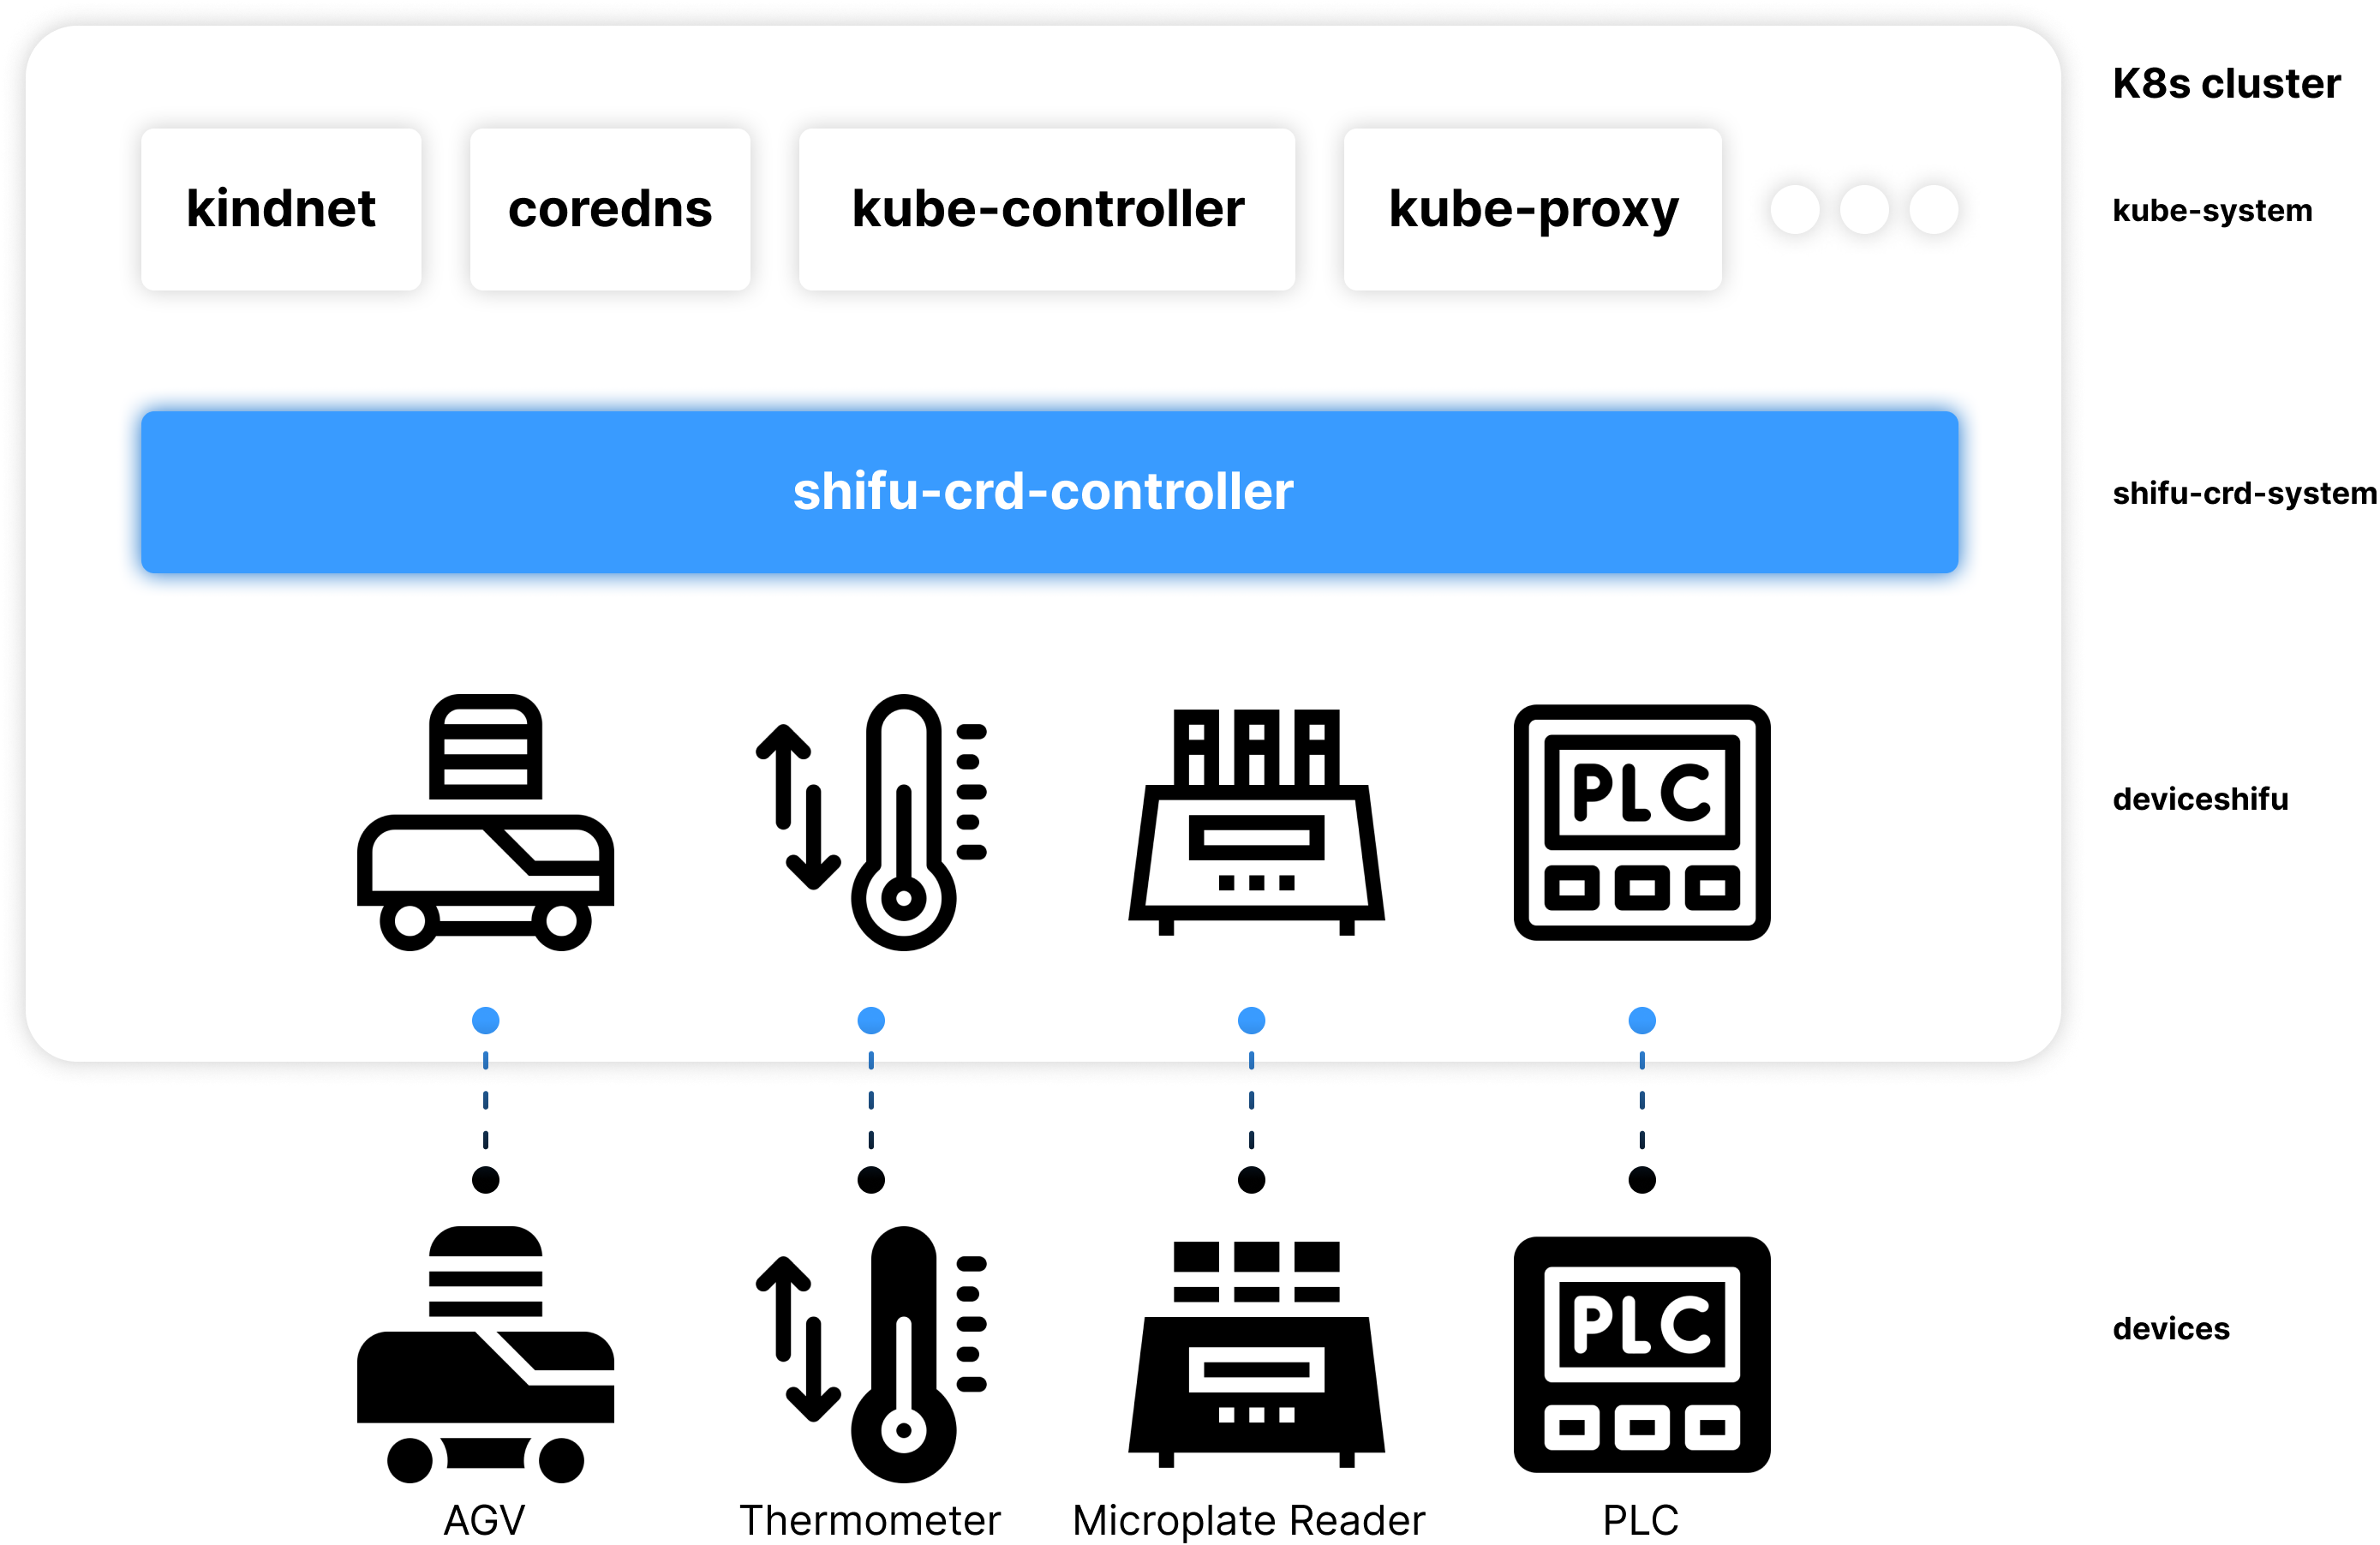 K8s cluster
kindnet coredns kube-controller kube-proxy kube-system
shifu-crd-controller shifu-crd-system
PLC
deviceshifu
PLC
devices
AGV Thermometer Microplate Reader PLC